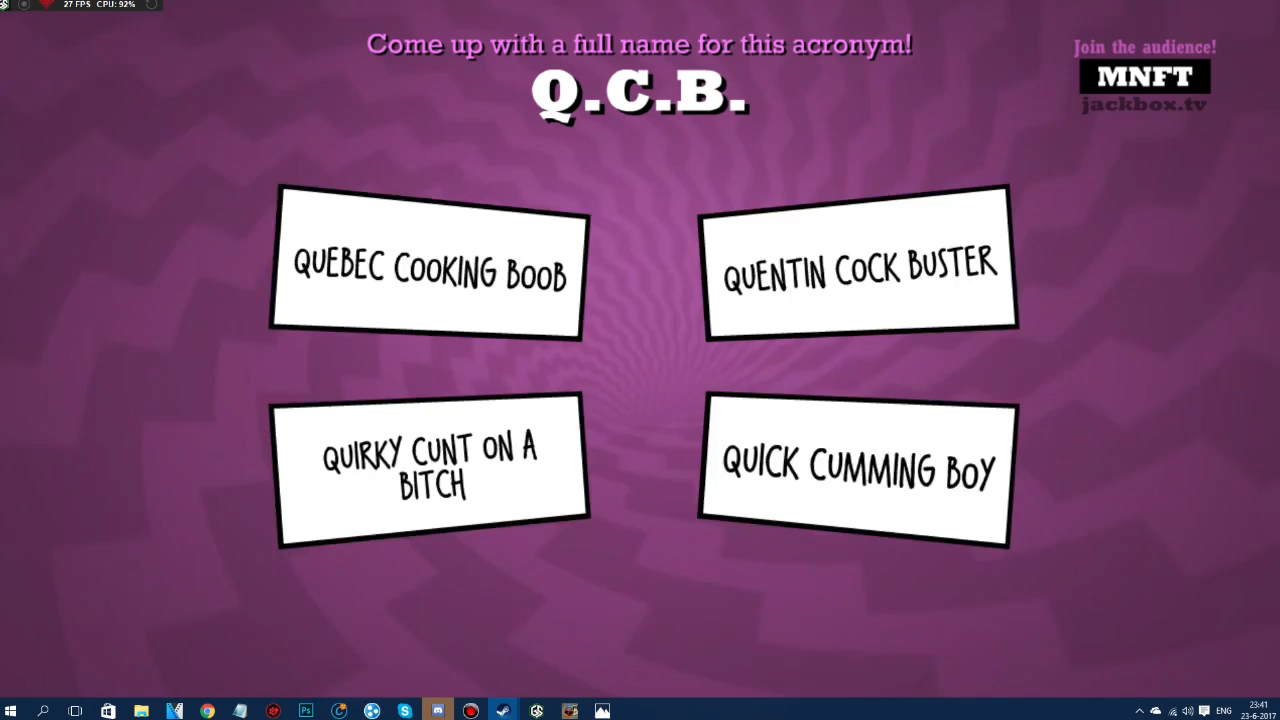 27 FPS CPU: 92%
Come up with a full name for this acronym!
Q.C.B.
Join the audience!
MNFT
jackbox.tv
QUEBEC COOKING BOOB
QUENTIN COCK BUSTER
QUIRKY CUNT ON A
BITCH
QUICK CUMMING BOY
ENG
23:41
23-6-2017